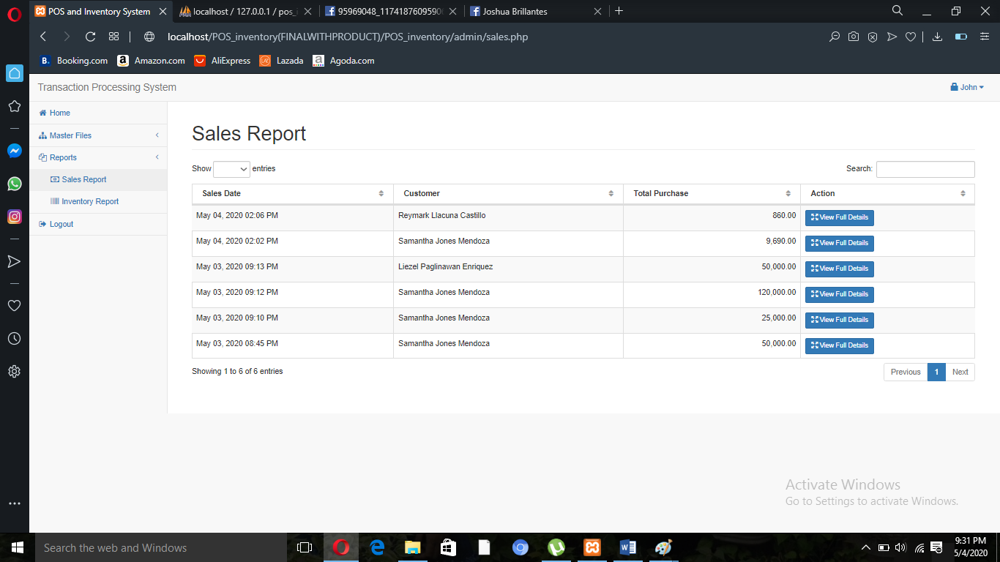 POS and Inventory System
localhost / 127.0.0.1 / pos_i
95969048_1174187609590
Joshua Brillantes
localhost/POS_inventory(FINALWITHPRODUCT)/POS_inventory/admin/sales.php
B. Booking.com
a Amazon.com
AliExpress
Lazada
a Agoda.com
Transaction Processing System
John
Home
Master Files
Reports
Sales Report
Inventory Report
Logout
Sales Report
Show entries
Search:
Sales Date Customer Total Purchase Action
May 04, 2020 02:06 PM Reymark Llacuna Castillo 860.00 View Full Details
May 04, 2020 02:02 PM Samantha Jones Mendoza 9,690.00 View Full Details
May 03, 2020 09:13 PM Liezel Paglinawan Enriquez 50,000.00 View Full Details
May 03, 2020 09:12 PM Samantha Jones Mendoza 120,000.00 View Full Details
May 03, 2020 09:10 PM Samantha Jones Mendoza 25,000.00 View Full Details
May 03, 2020 08:45 PM Samantha Jones Mendoza 50,000.00 View Full Details
Showing 1 to 6 of 6 entries
Previous 1 Next
Activate Windows
Go to Settings to activate Windows.
Search the web and Windows
9:31 PM
5/4/2020